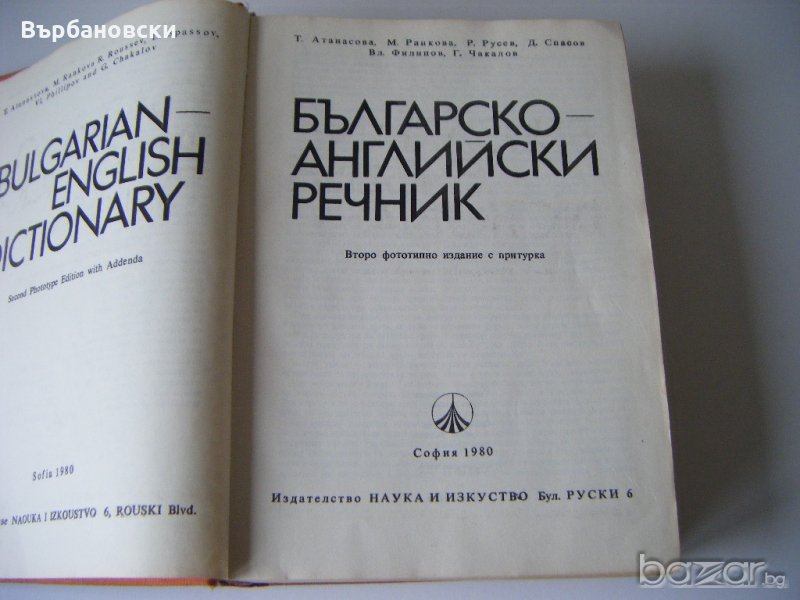 Върбановски
T. Atanassova, M. Rankova R. Roussev,
Vl. Phillipov and G. Chakalov
BULGARIAN—
ENGLISH
DICTIONARY
Second Phototype Edition with Addenda
Sofia 1980
NAOUKA I IZKOUSTVO 6, ROUSKI Blvd.
Т. Атанасова, М. Ранкова, Р. Русев, Д. Спасов
Вл. Филипов, Г. Чакалов
БЪЛГАРСКО—
АНГЛИЙСКИ
РЕЧНИК
Второ фототипно издание с притурка
София 1980
Издателство НАУКА И ИЗКУСТВО Бул. РУСКИ 6
bazar.bg